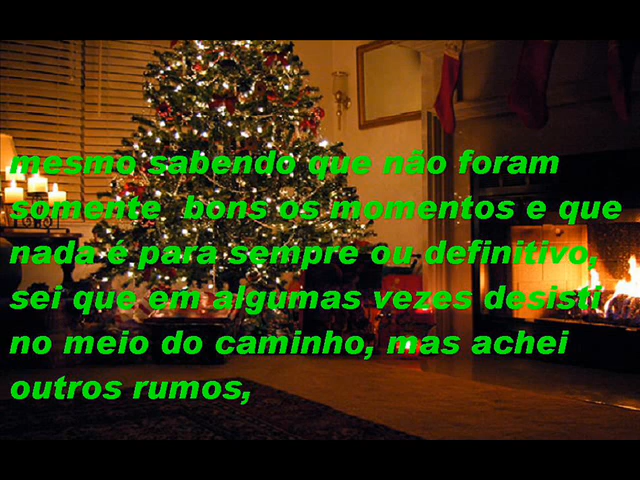 mesmo sabendo que não foram
somente  bons os momentos e que
nada é para sempre ou definitivo,
sei que em algumas vezes desisti
no meio do caminho, mas achei
outros rumos,